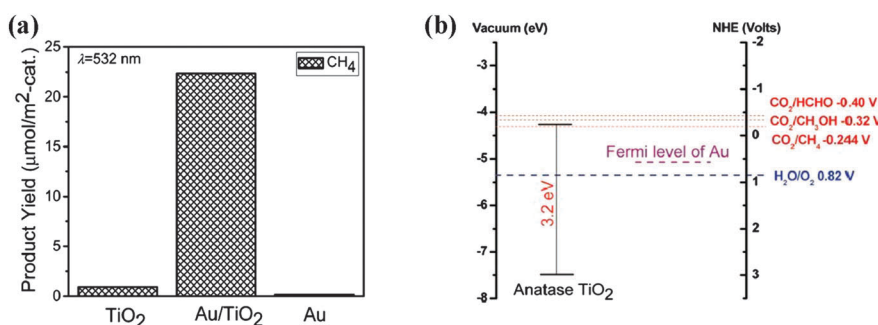 (a)
Product Yield (μmol/m²-cat.)
25
20
15
10
5
0
λ=532 nm
CH₄
TiO₂ Au/TiO₂ Au
(b)
Vacuum (eV) NHE (Volts)
-3
-4
-5
-6
-7
-8
3.2 eV
Anatase TiO₂
Fermi level of Au
-2
-1
0
1
2
3
CO₂/HCHO -0.40 V
CO₂/CH₃OH -0.32 V
CO₂/CH₄ -0.244 V
H₂O/O₂ 0.82 V